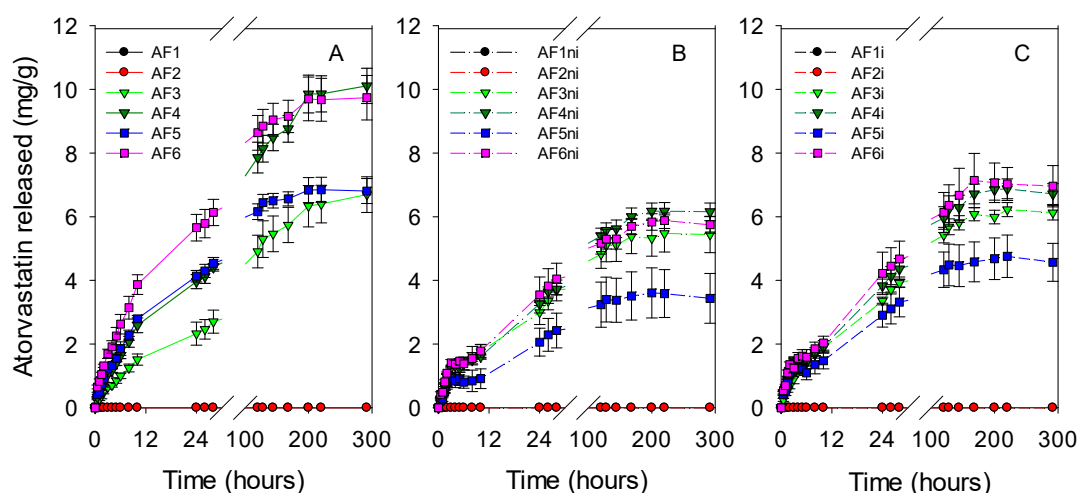 Atorvastatin released (mg/g)
A
AF1
AF2
AF3
AF4
AF5
AF6
12
10
8
6
4
2
0
0 12 24 100 200 300
Time (hours)
B
AF1ni
AF2ni
AF3ni
AF4ni
AF5ni
AF6ni
12
10
8
6
4
2
0
0 12 24 100 200 300
Time (hours)
C
AF1i
AF2i
AF3i
AF4i
AF5i
AF6i
12
10
8
6
4
2
0
0 12 24 100 200 300
Time (hours)